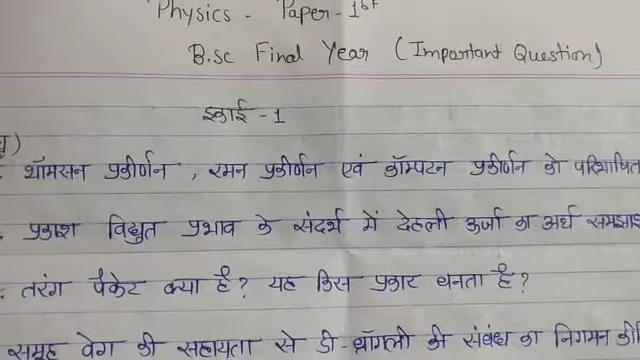 Physics - Paper-1st
B.Sc Final Year (Impartant Question)
इकाई-1
थॉमसन प्रकीर्णन, रमन प्रकीर्णन एवं कॉम्पटन प्रकीर्णन को परिभाषित
प्रकाश विद्युत प्रभाव के संदर्भ में देहली ऊर्जा का अर्थ समझाइ
तरंग पैकेट क्या है? यह किस प्रकार बनता है?
समूह वेग की सहायता से डी-ब्रॉगली के संबंध का निगमन